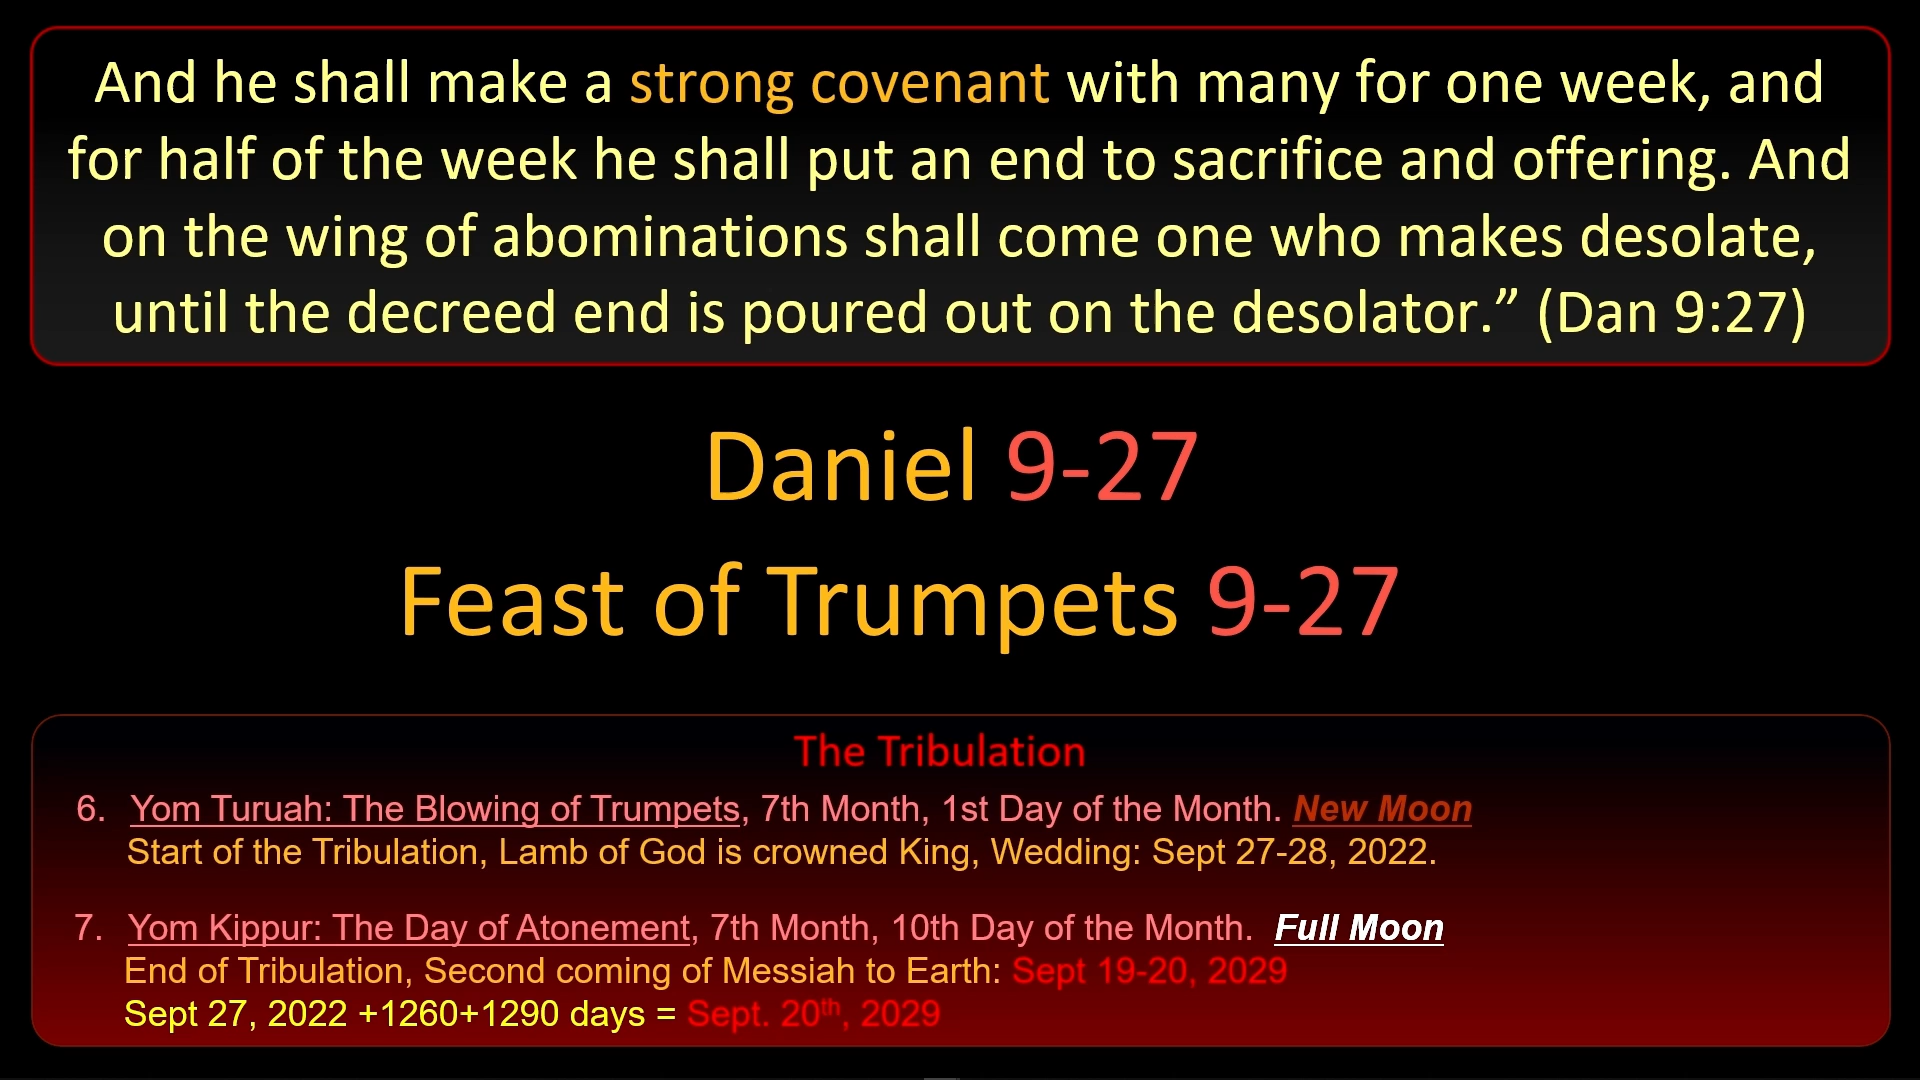 And he shall make a strong covenant with many for one week, and
for half of the week he shall put an end to sacrifice and offering. And
on the wing of abominations shall come one who makes desolate,
until the decreed end is poured out on the desolator.” (Dan 9:27)
Daniel 9-27
Feast of Trumpets 9-27
The Tribulation
6. Yom Turuah: The Blowing of Trumpets, 7th Month, 1st Day of the Month. New Moon
Start of the Tribulation, Lamb of God is crowned King, Wedding: Sept 27-28, 2022.
7. Yom Kippur: The Day of Atonement, 7th Month, 10th Day of the Month. Full Moon
End of Tribulation, Second coming of Messiah to Earth: Sept 19-20, 2029
Sept 27, 2022 +1260+1290 days = Sept. 20th, 2029